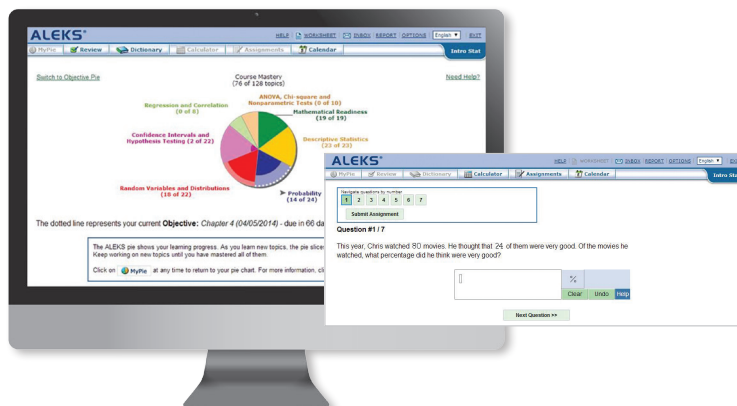 ALEKS®
HELP WORKSHEET INBOX REPORT OPTIONS English EXIT
MyPie Review Dictionary Calculator Assignments Calendar Intro Stat
Switch to Objective Pie
Course Mastery
(76 of 128 topics)
Need Help?
ANOVA, Chi-square and
Nonparametric Tests (0 of 10)
Regression and Correlation
(0 of 8)
Mathematical Readiness
(19 of 19)
Confidence Intervals and
Hypothesis Testing (2 of 22)
Descriptive Statistics
(23 of 23)
Random Variables and Distributions
(18 of 22)
Probability
(14 of 24)
The dotted line represents your current Objective: Chapter 4 (04/05/2014) - due in 66 da
The ALEKS pie shows your learning progress. As you learn new topics, the pie slices
Keep working on new topics until you have mastered all of them.
Click on MyPie at any time to return to your pie chart. For more information, cli
ALEKS®
HELP WORKSHEET INBOX REPORT OPTIONS English
MyPie Review Dictionary Calculator Assignments Calendar Intro Sta
Navigate questions by number
1 2 3 4 5 6 7
Submit Assignment
Question #1 / 7
This year, Chris watched 80 movies. He thought that 24 of them were very good. Of the movies he
watched, what percentage did he think were very good?
%
Clear Undo Help
Next Question >>